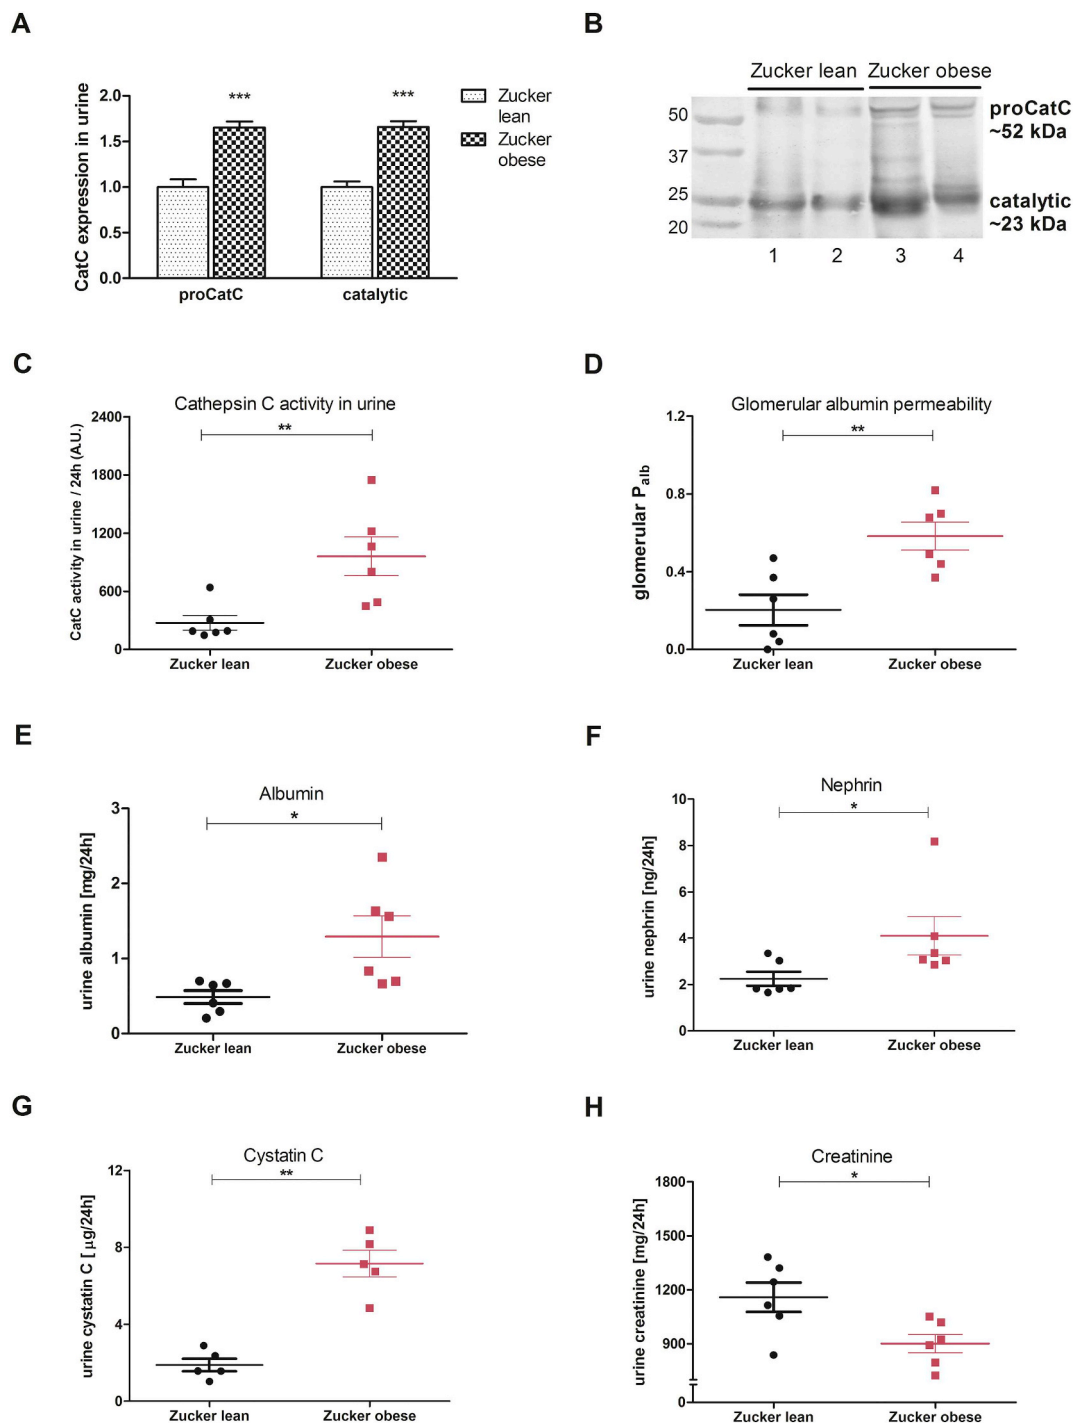 A
CatC expression in urine
2.0
1.5
1.0
0.5
0.0
***
***
proCatC
catalytic
Zucker
lean
Zucker
obese
B
Zucker lean
Zucker obese
50
37
25
20
proCatC
~52 kDa
catalytic
~23 kDa
1
2
3
4
C
Cathepsin C activity in urine
**
CatC activity in urine / 24h (A.U.)
2400
1800
1200
600
0
Zucker lean
Zucker obese
D
Glomerular albumin permeability
**
glomerular Palb
1.2
0.8
0.4
0.0
Zucker lean
Zucker obese
E
Albumin
*
urine albumin [mg/24h]
3
2
1
0
Zucker lean
Zucker obese
F
Nephrin
*
urine nephrin [ng/24h]
10
8
6
4
2
0
Zucker lean
Zucker obese
G
Cystatin C
**
urine cystatin C [ μg/24h]
12
8
4
0
Zucker lean
Zucker obese
H
Creatinine
*
urine creatinine [mg/24h]
1800
1500
1200
900
0
Zucker lean
Zucker obese